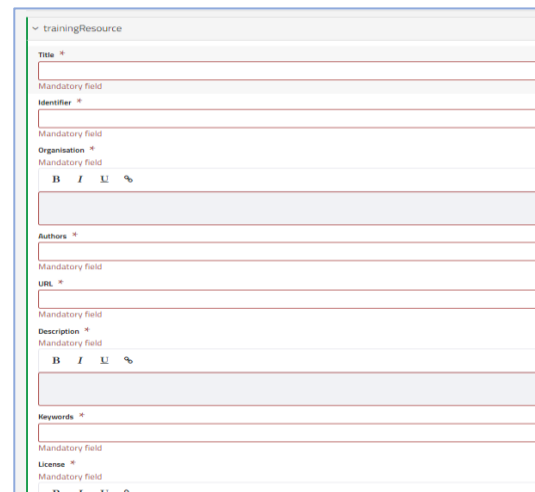 trainingResource
Title *
Mandatory field
Identifier *
Mandatory field
Organisation *
Mandatory field
B I U
Authors *
Mandatory field
URL *
Mandatory field
Description *
Mandatory field
B I U
Keywords *
Mandatory field
License *
Mandatory field
B I U